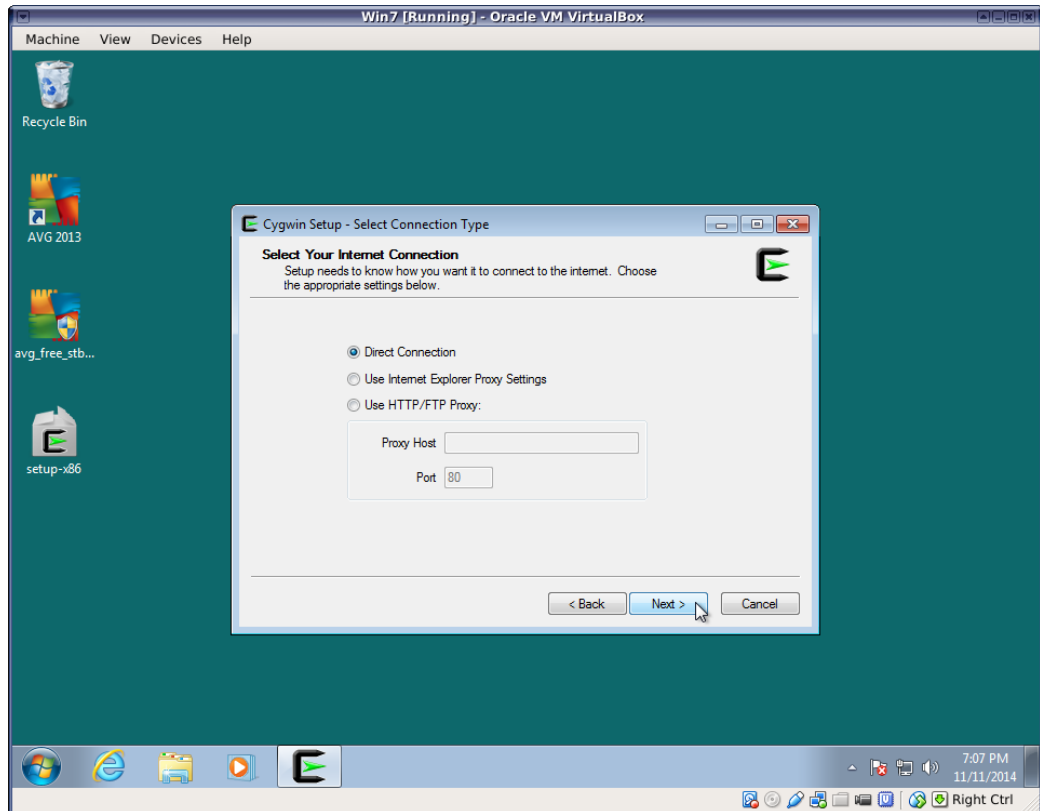 Win7 [Running] - Oracle VM VirtualBox
Machine View Devices Help
Recycle Bin
AVG 2013
avg_free_stb...
setup-x86
Cygwin Setup - Select Connection Type
Select Your Internet Connection
Setup needs to know how you want it to connect to the internet. Choose
the appropriate settings below.
Direct Connection
Use Internet Explorer Proxy Settings
Use HTTP/FTP Proxy:
Proxy Host
Port 80
< Back Next > Cancel
7:07 PM
11/11/2014
Right Ctrl